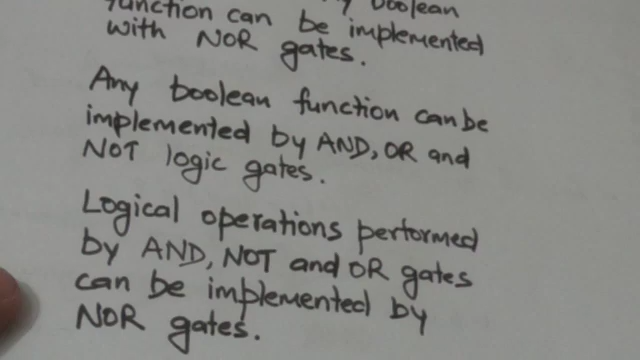 boolean
function can be implemented
with NOR gates.
Any boolean function can be
implemented by AND, OR and
NOT logic gates.
Logical operations performed
by AND, NOT and OR gates
can be implemented by
NOR gates.